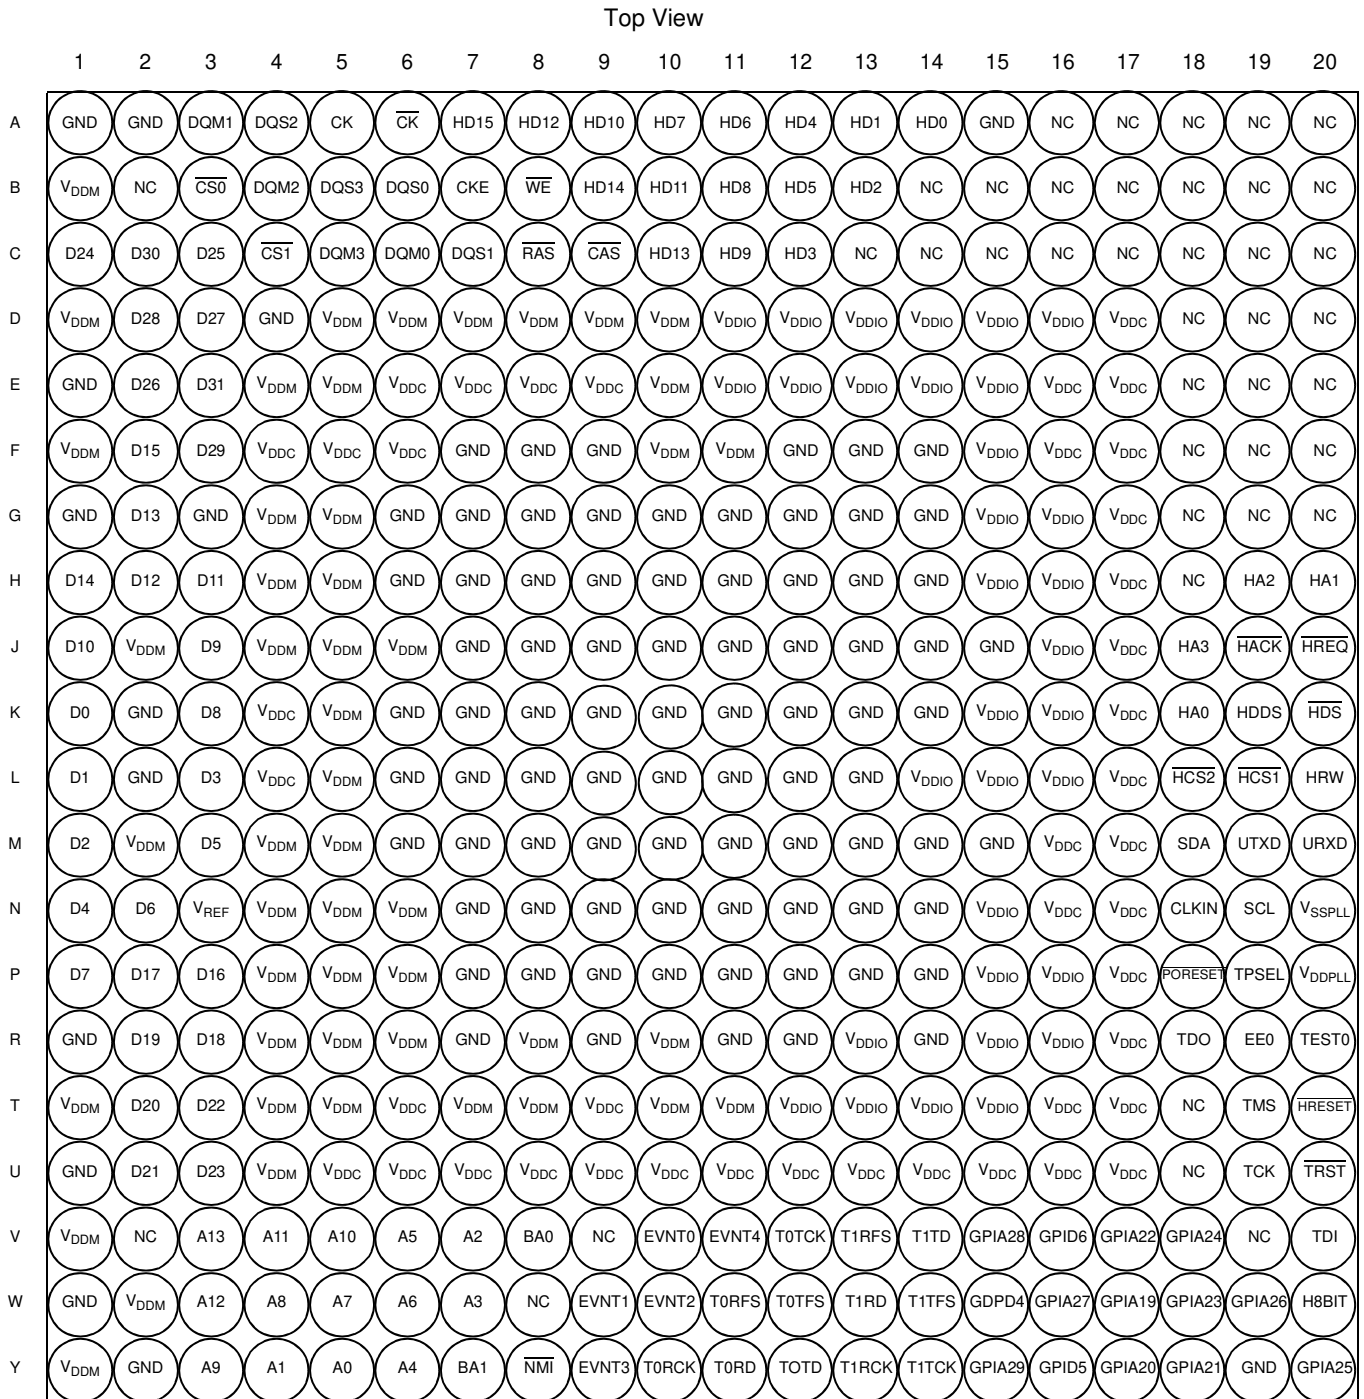 Top View
1 2 3 4 5 6 7 8 9 10 11 12 13 14 15 16 17 18 19 20
A GND GND DQM1 DQS2 CK C̅K̅ HD15 HD12 HD10 HD7 HD6 HD4 HD1 HD0 GND NC NC NC NC NC
B VDDM NC C̅S̅0̅ DQM2 DQS3 DQS0 CKE W̅E̅ HD14 HD11 HD8 HD5 HD2 NC NC NC NC NC NC NC
C D24 D30 D25 C̅S̅1̅ DQM3 DQM0 DQS1 R̅A̅S̅ C̅A̅S̅ HD13 HD9 HD3 NC NC NC NC NC NC NC NC
D VDDM D28 D27 GND VDDM VDDM VDDM VDDM VDDM VDDM VDDIO VDDIO VDDIO VDDIO VDDIO VDDIO VDDC NC NC NC
E GND D26 D31 VDDM VDDM VDDC VDDC VDDC VDDC VDDM VDDIO VDDIO VDDIO VDDIO VDDIO VDDC VDDC NC NC NC
F VDDM D15 D29 VDDC VDDC VDDC GND GND GND VDDM VDDM GND GND GND VDDIO VDDC VDDC NC NC NC
G GND D13 GND VDDM VDDM GND GND GND GND GND GND GND GND GND VDDIO VDDIO VDDC NC NC NC
H D14 D12 D11 VDDM VDDM GND GND GND GND GND GND GND GND GND VDDIO VDDIO VDDC NC HA2 HA1
J D10 VDDM D9 VDDM VDDM VDDM GND GND GND GND GND GND GND GND GND VDDIO VDDC HA3 H̅A̅C̅K̅ H̅R̅E̅Q̅
K D0 GND D8 VDDC VDDM GND GND GND GND GND GND GND GND GND VDDIO VDDIO VDDC HA0 HDDS H̅D̅S̅
L D1 GND D3 VDDC VDDM GND GND GND GND GND GND GND GND VDDIO VDDIO VDDIO VDDC H̅C̅S̅2̅ H̅C̅S̅1̅ HRW
M D2 VDDM D5 VDDM VDDM GND GND GND GND GND GND GND GND GND GND VDDC VDDC SDA UTXD URXD
N D4 D6 VREF VDDM VDDM VDDM GND GND GND GND GND GND GND GND VDDIO VDDC VDDC CLKIN SCL VSSPLL
P D7 D17 D16 VDDM VDDM VDDM GND GND GND GND GND GND GND GND VDDIO VDDIO VDDC P̅O̅R̅E̅S̅E̅T̅ TPSEL VDDPLL
R GND D19 D18 VDDM VDDM VDDM GND VDDM GND VDDM GND GND VDDIO GND VDDIO VDDIO VDDC TDO EE0 TEST0
T VDDM D20 D22 VDDM VDDM VDDC VDDM VDDM VDDC VDDM VDDM VDDIO VDDIO VDDIO VDDIO VDDC VDDC NC TMS H̅R̅E̅S̅E̅T̅
U GND D21 D23 VDDM VDDC VDDC VDDC VDDC VDDC VDDC VDDC VDDC VDDC VDDC VDDC VDDC VDDC NC TCK T̅R̅S̅T̅
V VDDM NC A13 A11 A10 A5 A2 BA0 NC EVNT0 EVNT4 T0TCK T1RFS T1TD GPIA28 GPID6 GPIA22 GPIA24 NC TDI
W GND VDDM A12 A8 A7 A6 A3 NC EVNT1 EVNT2 T0RFS T0TFS T1RD T1TFS GDPD4 GPIA27 GPIA19 GPIA23 GPIA26 H8BIT
Y VDDM GND A9 A1 A0 A4 BA1 N̅M̅I̅ EVNT3 T0RCK T0RD TOTD T1RCK T1TCK GPIA29 GPID5 GPIA20 GPIA21 GND GPIA25